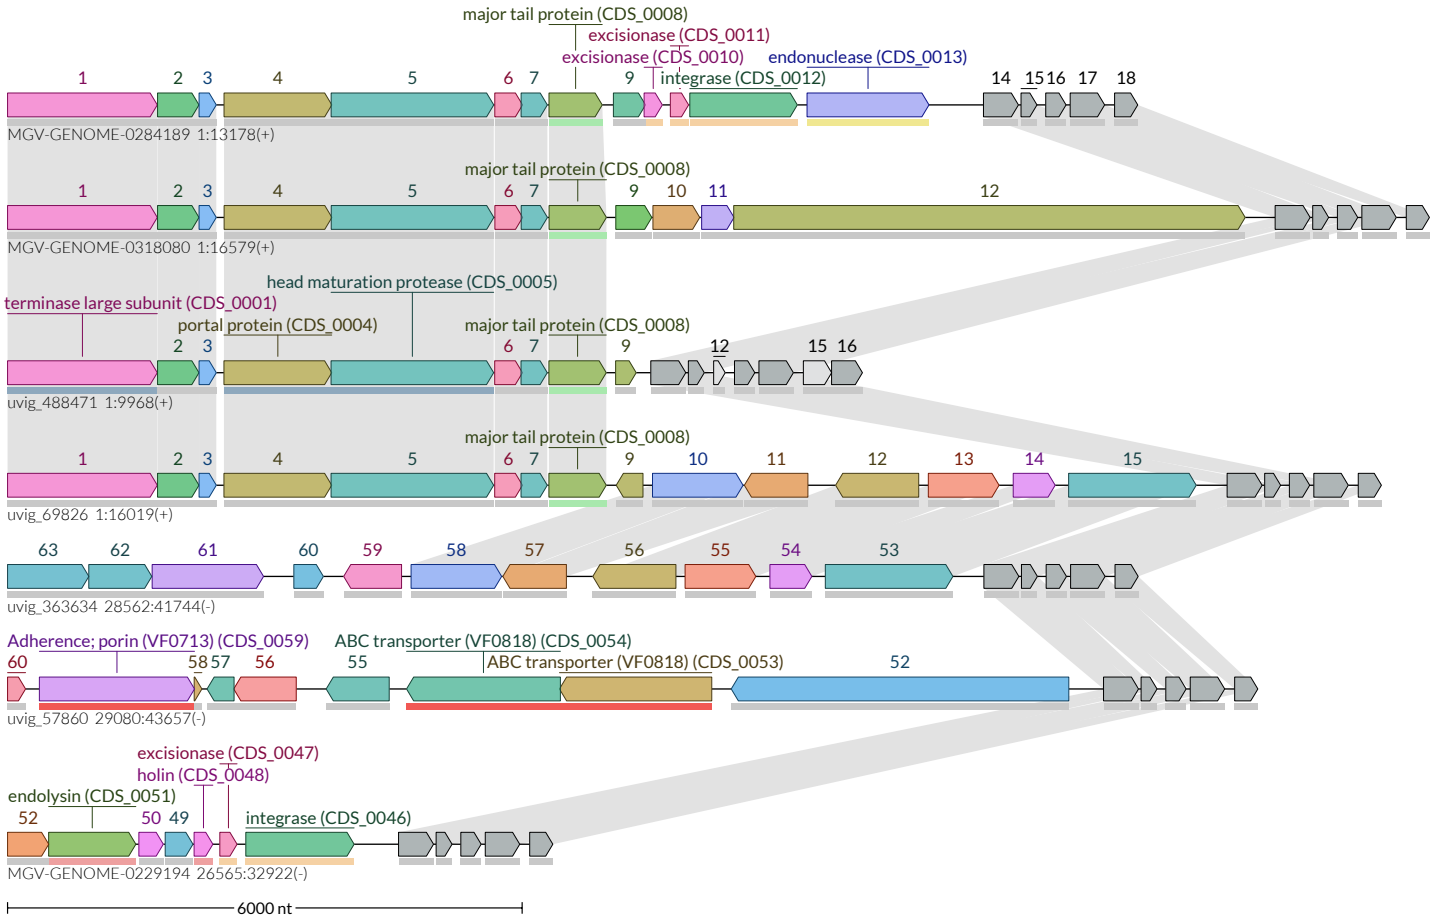 major tail protein (CDS_0008)
excisionase (CDS_0011)
excisionase (CDS_0010) endonuclease (CDS_0013)
1 2 3 4 5 6 7 9 integrase (CDS_0012) 14 15 16 17 18
MGV-GENOME-0284189 1:13178(+)
major tail protein (CDS_0008)
1 2 3 4 5 6 7 9 10 11 12
MGV-GENOME-0318080 1:16579(+)
head maturation protease (CDS_0005)
terminase large subunit (CDS_0001)
portal protein (CDS_0004) major tail protein (CDS_0008)
2 3 6 7 9 12 15 16
uvig_488471 1:9968(+)
major tail protein (CDS_0008)
1 2 3 4 5 6 7 9 10 11 12 13 14 15
uvig_69826 1:16019(+)
63 62 61 60 59 58 57 56 55 54 53
uvig_363634 28562:41744(-)
Adherence; porin (VF0713) (CDS_0059) ABC transporter (VF0818) (CDS_0054)
60 58 57 56 55 ABC transporter (VF0818) (CDS_0053) 52
uvig_57860 29080:43657(-)
excisionase (CDS_0047)
holin (CDS_0048)
endolysin (CDS_0051)
52 50 49 integrase (CDS_0046)
MGV-GENOME-0229194 26565:32922(-)
6000 nt